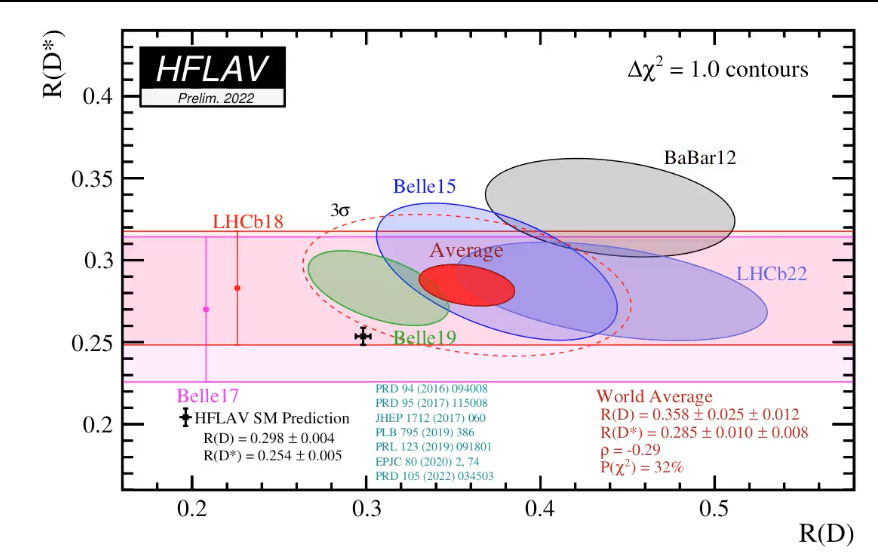 R(D*)
HFLAV
Prelim. 2022
Δχ² = 1.0 contours
0.4
BaBar12
0.35
Belle15
3σ
LHCb18
Average
0.3
LHCb22
0.25
Belle19
Belle17
HFLAV SM Prediction
R(D) = 0.298 ± 0.004
R(D*) = 0.254 ± 0.005
PRD 94 (2016) 094008
PRD 95 (2017) 115008
JHEP 1712 (2017) 060
PLB 795 (2019) 386
PRL 123 (2019) 091801
EPJC 80 (2020) 2, 74
PRD 105 (2022) 034503
World Average
R(D) = 0.358 ± 0.025 ± 0.012
R(D*) = 0.285 ± 0.010 ± 0.008
ρ = -0.29
P(χ²) = 32%
0.2
0.2 0.3 0.4 0.5
R(D)